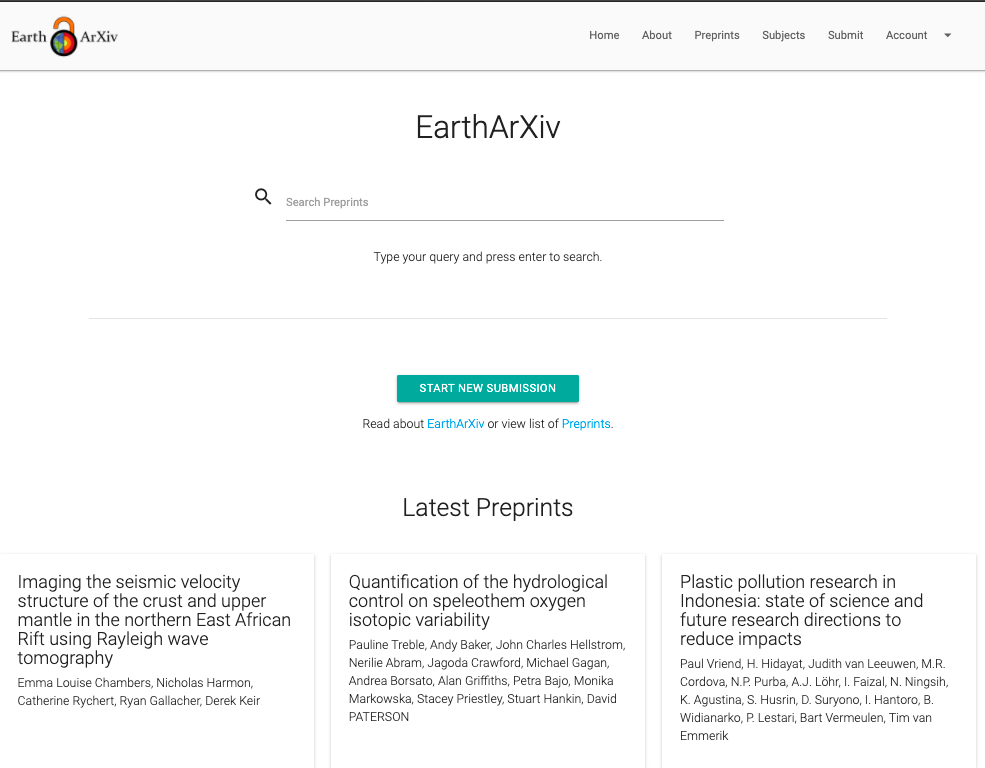 Earth ArXiv
Home About Preprints Subjects Submit Account
EarthArXiv
Search Preprints
Type your query and press enter to search.
START NEW SUBMISSION
Read about EarthArXiv or view list of Preprints.
Latest Preprints
Imaging the seismic velocity
structure of the crust and upper
mantle in the northern East African
Rift using Rayleigh wave
tomography
Emma Louise Chambers, Nicholas Harmon,
Catherine Rychert, Ryan Gallacher, Derek Keir
Quantification of the hydrological
control on speleothem oxygen
isotopic variability
Pauline Treble, Andy Baker, John Charles Hellstrom,
Nerilie Abram, Jagoda Crawford, Michael Gagan,
Andrea Borsato, Alan Griffiths, Petra Bajo, Monika
Markowska, Stacey Priestley, Stuart Hankin, David
PATERSON
Plastic pollution research in
Indonesia: state of science and
future research directions to
reduce impacts
Paul Vriend, H. Hidayat, Judith van Leeuwen, M.R.
Cordova, N.P. Purba, A.J. Löhr, I. Faizal, N. Ningsih,
K. Agustina, S. Husrin, D. Suryono, I. Hantoro, B.
Widianarko, P. Lestari, Bart Vermeulen, Tim van
Emmerik